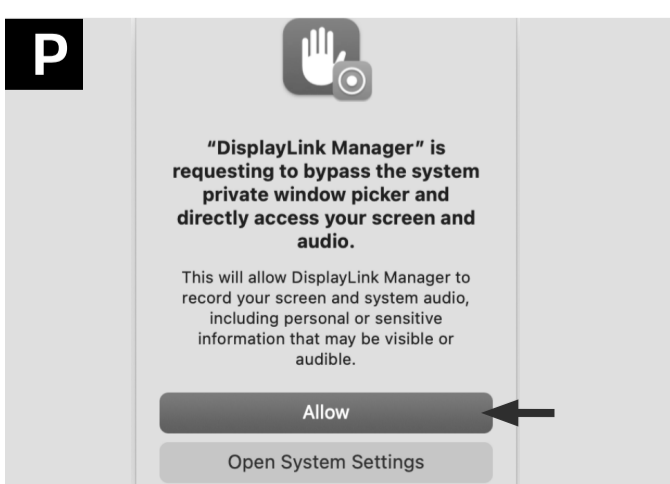 P
“DisplayLink Manager” is
requesting to bypass the system
private window picker and
directly access your screen and
audio.
This will allow DisplayLink Manager to
record your screen and system audio,
including personal or sensitive
information that may be visible or
audible.
Allow
Open System Settings